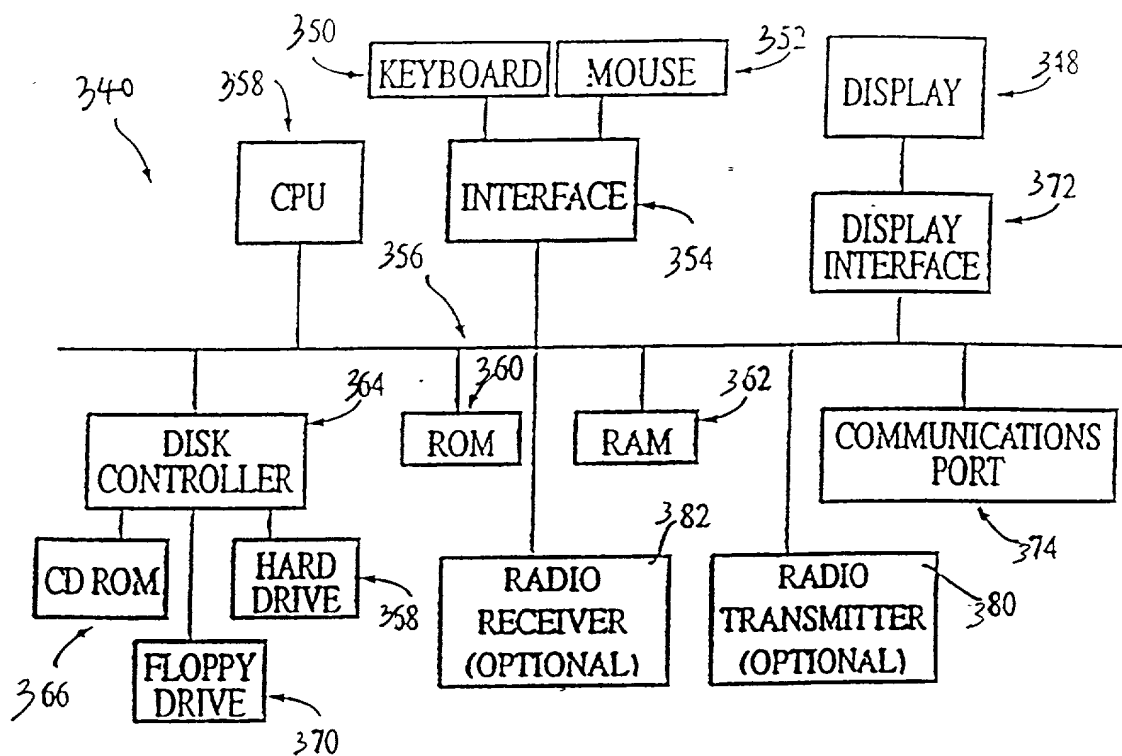 350
KEYBOARD
MOUSE
352
DISPLAY
348
340
358
CPU
INTERFACE
354
DISPLAY
INTERFACE
372
356
364
DISK
CONTROLLER
360
ROM
362
RAM
COMMUNICATIONS
PORT
374
CD ROM
366
HARD
DRIVE
368
FLOPPY
DRIVE
370
382
RADIO
RECEIVER
(OPTIONAL)
RADIO
TRANSMITTER
(OPTIONAL)
380